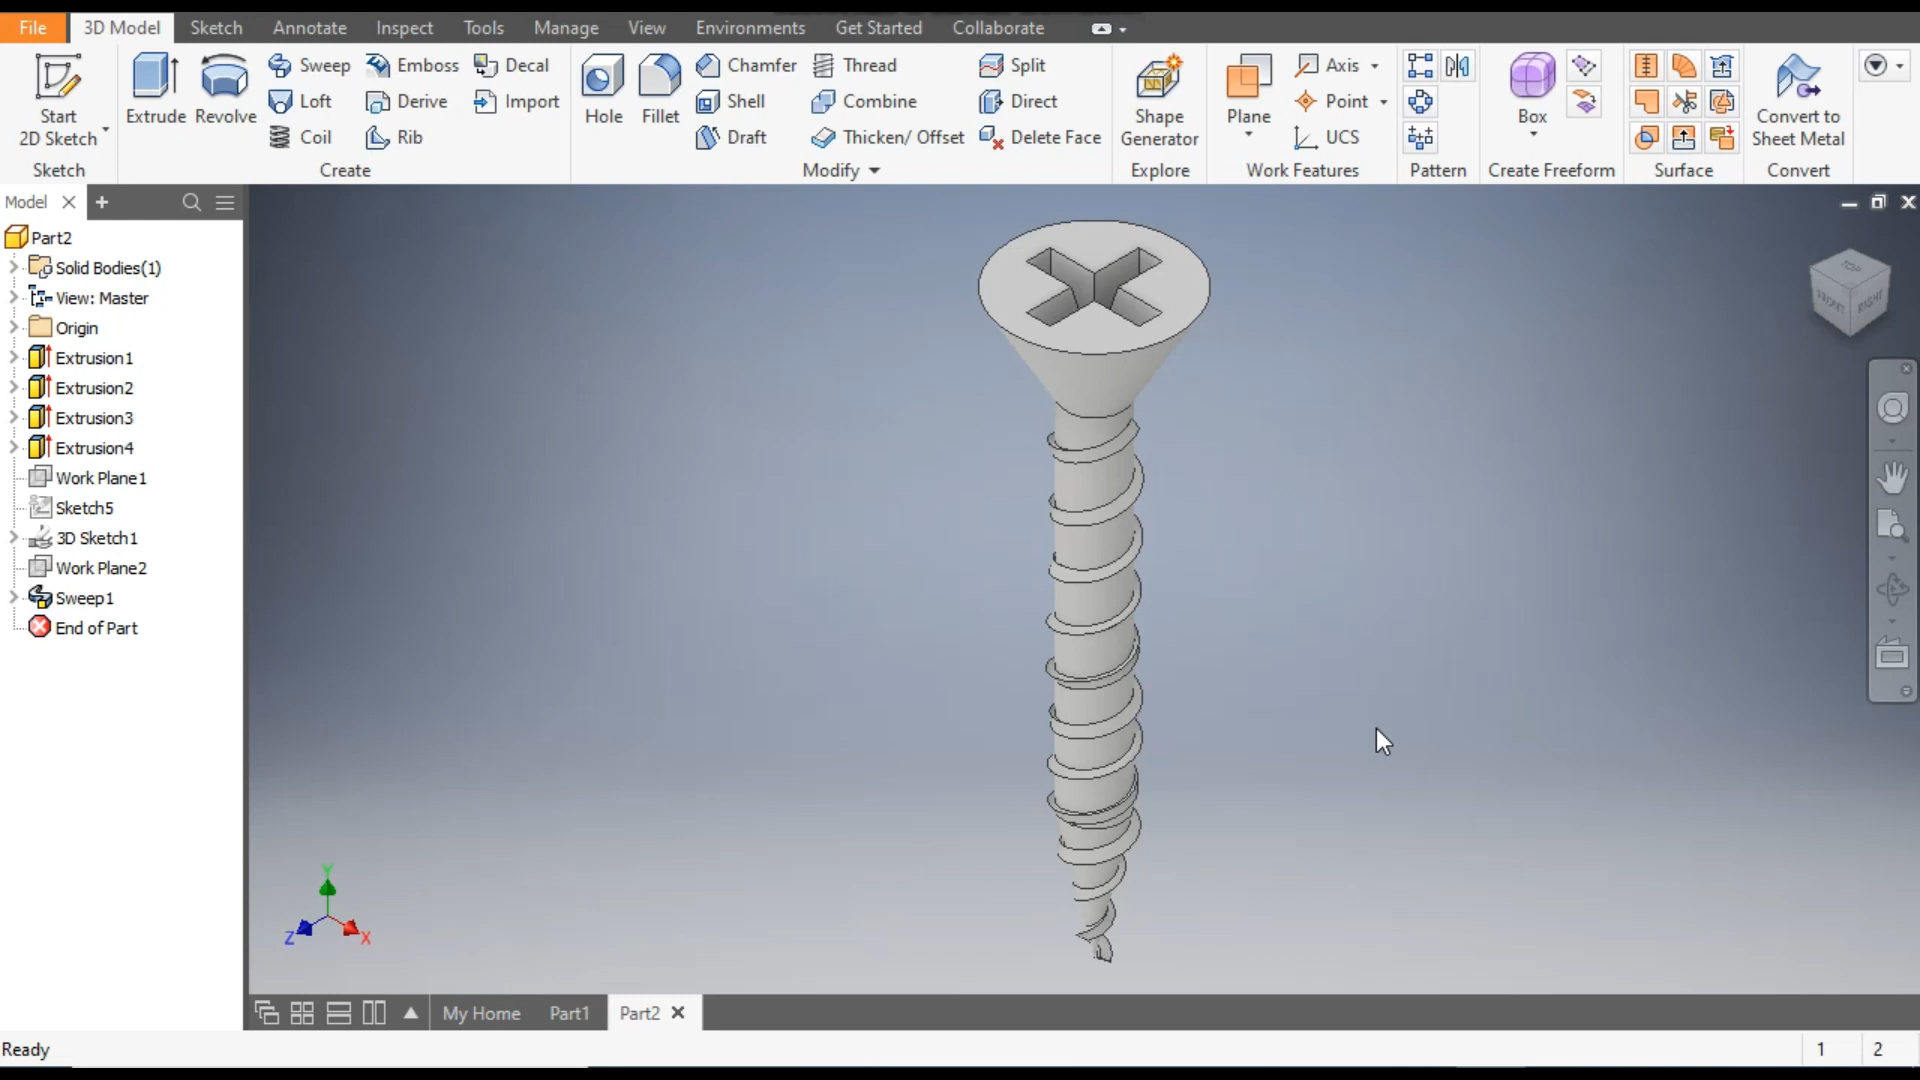 File 3D Model Sketch Annotate Inspect Tools Manage View Environments Get Started Collaborate
Sweep Emboss Decal Chamfer Thread Split Axis
Loft Derive Import Shell Combine Direct Point
Start Extrude Revolve Hole Fillet Shape Plane Box Convert to
2D Sketch Coil Rib Draft Thicken/ Offset Delete Face Generator UCS Sheet Metal
Sketch Create Modify Explore Work Features Pattern Create Freeform Surface Convert
Model
Part2
Solid Bodies(1)
View: Master
Origin
Extrusion1
Extrusion2
Extrusion3
Extrusion4
Work Plane1
Sketch5
3D Sketch1
Work Plane2
Sweep1
End of Part
TOP
FRONT RIGHT
Y
Z X
My Home Part1 Part2
Ready 1 2